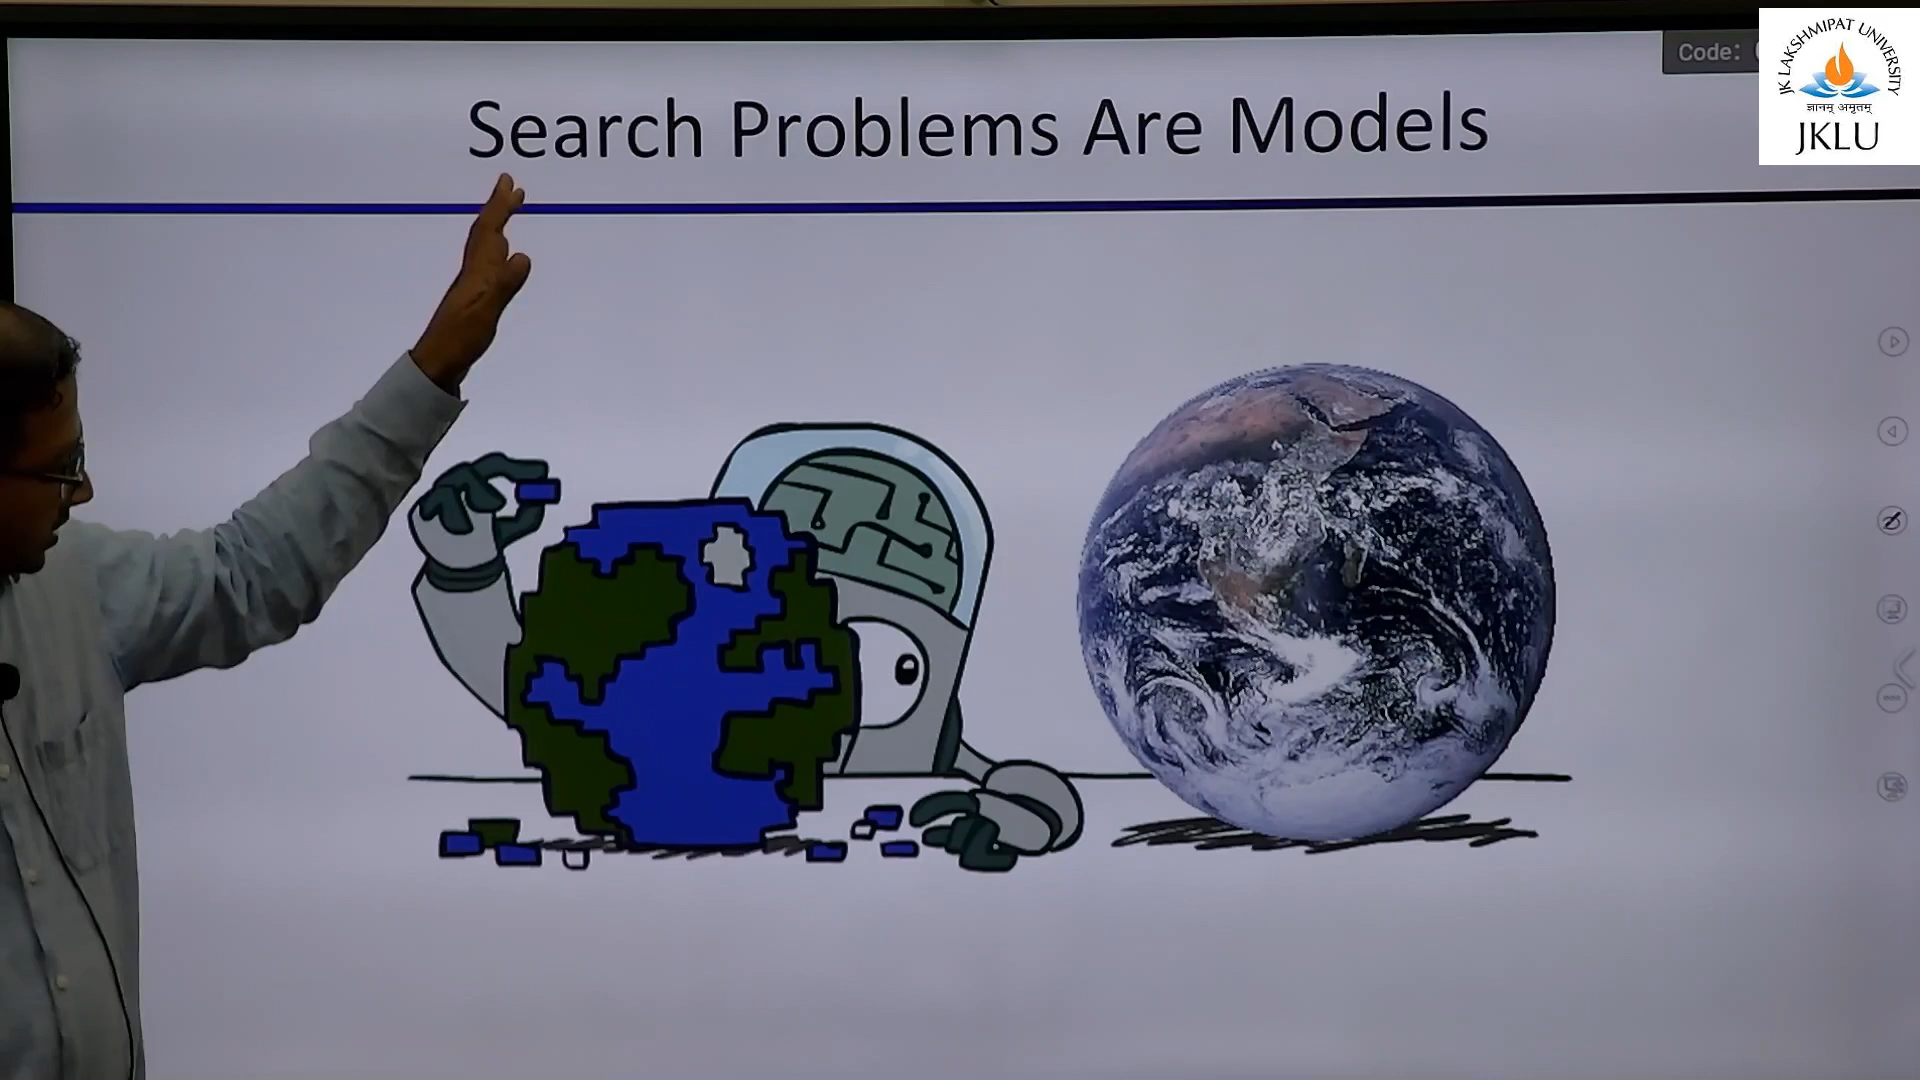 Code:
Search Problems Are Models
JK LAKSHMIPAT UNIVERSITY
ज्ञानम् अमृतम्
JKLU